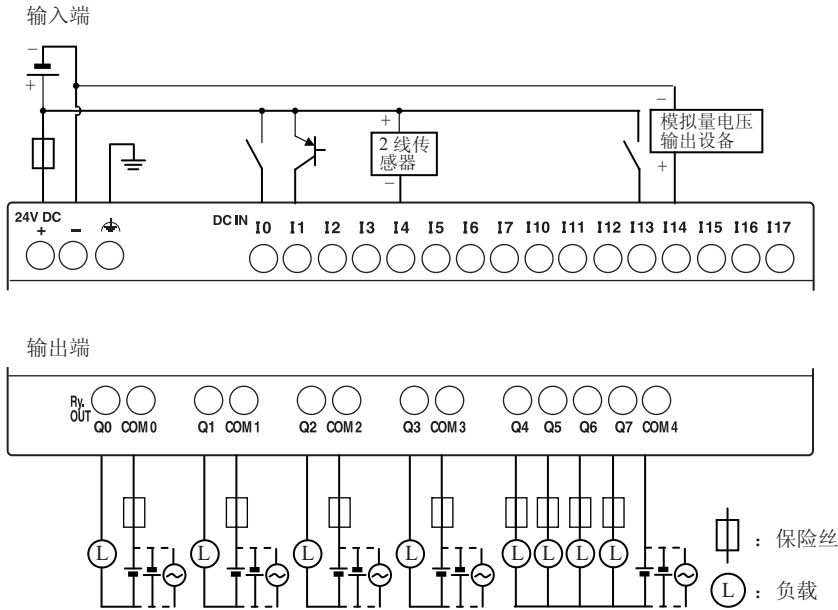 输入端
−
+
+
2 线传
感器
−
−
模拟量电压
输出设备
+
24V DC
+ −
DC IN I0 I1 I2 I3 I4 I5 I6 I7 I10 I11 I12 I13 I14 I15 I16 I17
输出端
Ry.
OUT
Q0 COM0 Q1 COM1 Q2 COM2 Q3 COM3 Q4 Q5 Q6 Q7 COM4
L L L L L L L L
：保险丝
L ：负载